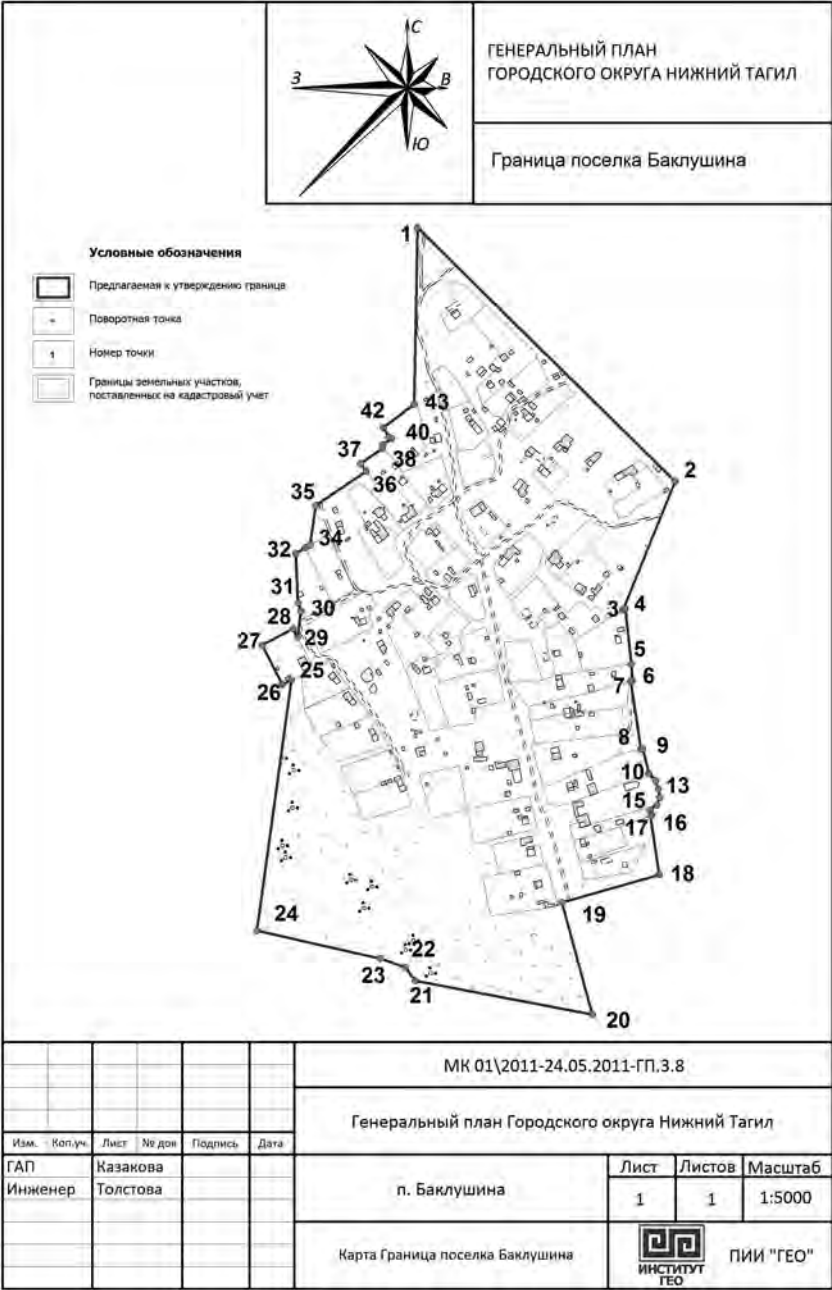 С
З
В
Ю
ГЕНЕРАЛЬНЫЙ ПЛАН
ГОРОДСКОГО ОКРУГА НИЖНИЙ ТАГИЛ
Граница поселка Баклушина
Условные обозначения
Предлагаемая к утверждению граница
Поворотная точка
1
Номер точки
Границы земельных участков,
поставленных на кадастровый учет
1
43
42
40
38
37
36
2
35
34
32
31
30
3
4
28
29
27
5
25
6
26
7
8
9
10
13
15
16
17
18
19
24
22
23
21
20
МК 01\2011-24.05.2011-ГП.3.8
Генеральный план Городского округа Нижний Тагил
Изм.
Коп.уч.
Лист
№ док
Подпись
Дата
ГАП
Казакова
Инженер
Толстова
п. Баклушина
Лист
Листов
Масштаб
1
1
1:5000
Карта Граница поселка Баклушина
ИНСТИТУТ
ГЕО
ПИИ "ГЕО"